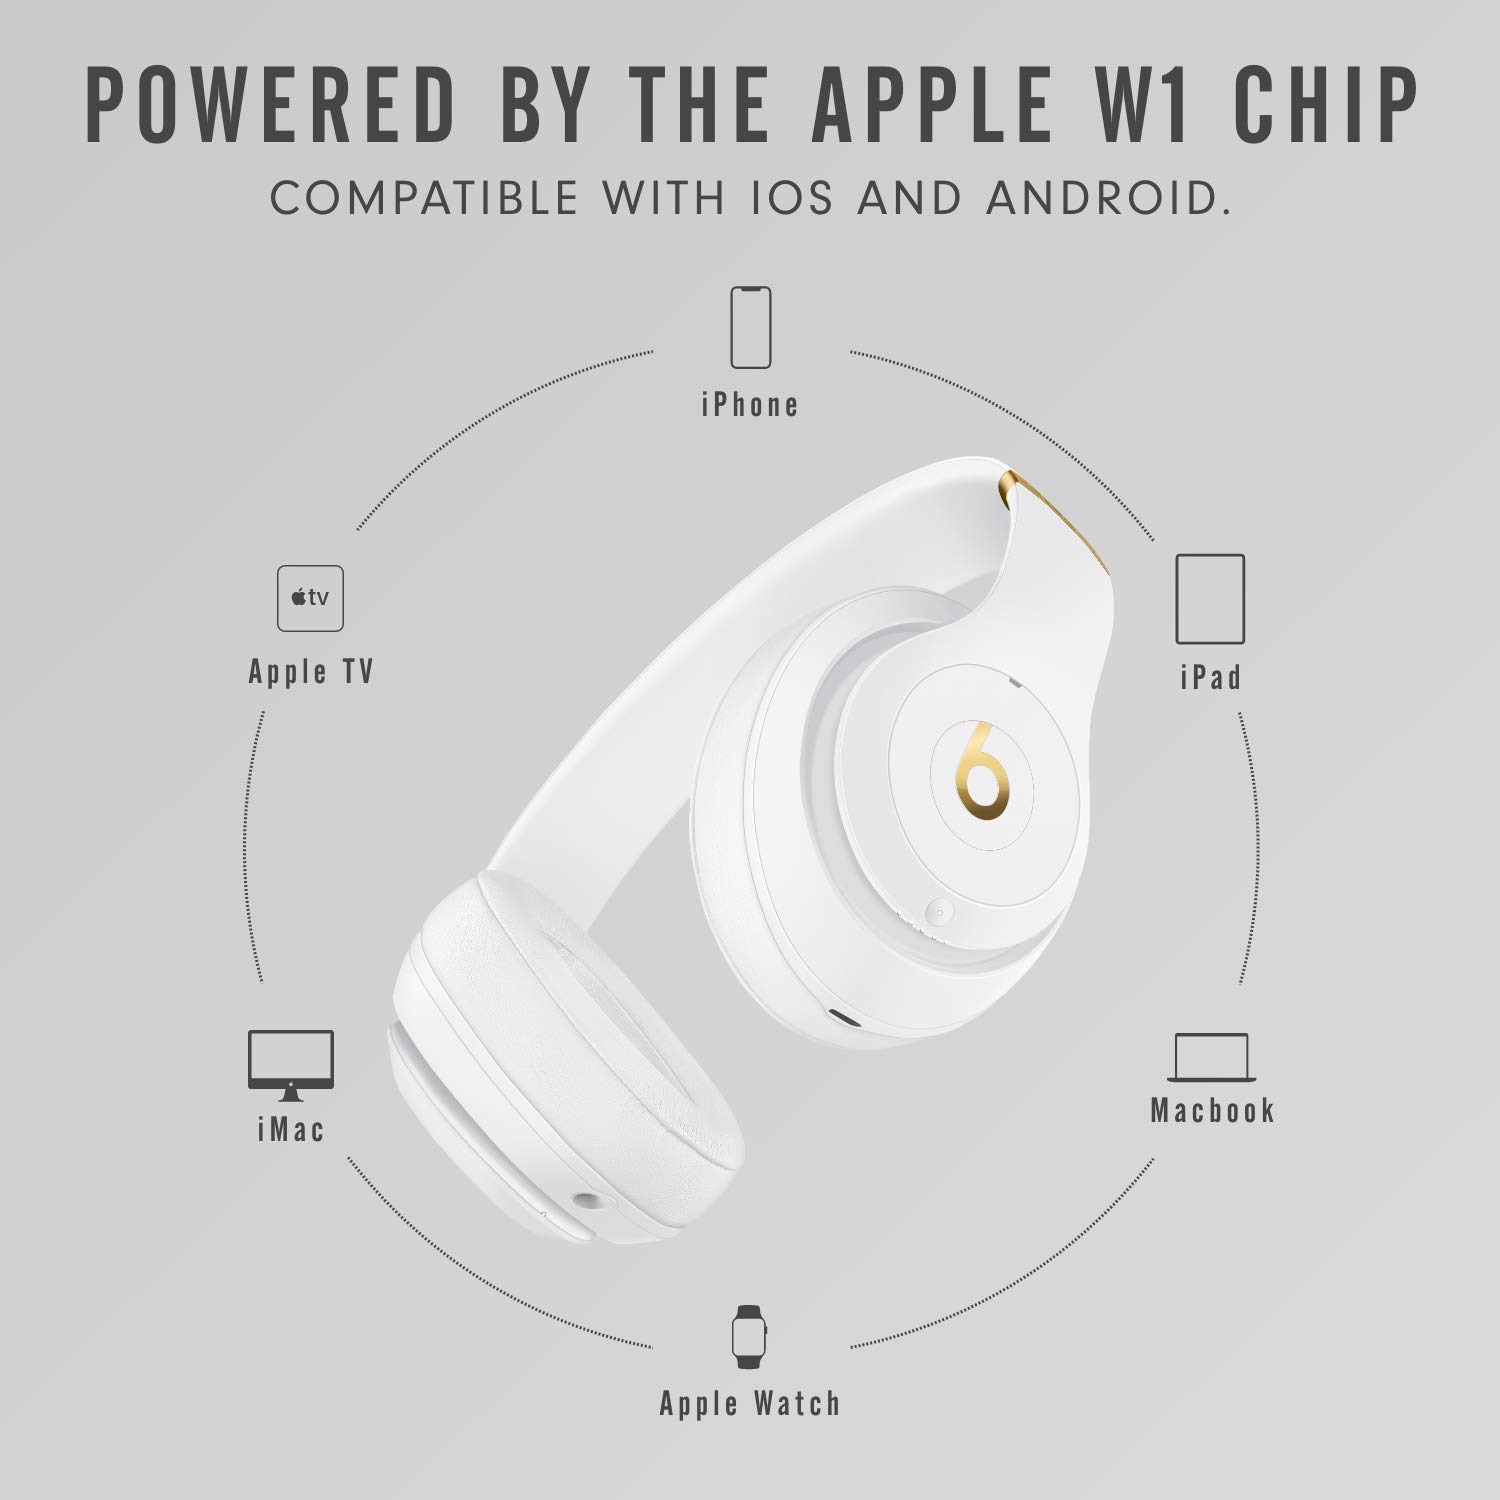 POWERED BY THE APPLE W1 CHIP
COMPATIBLE WITH IOS AND ANDROID.
iPhone
tv
Apple TV
iPad
iMac
Macbook
Apple Watch